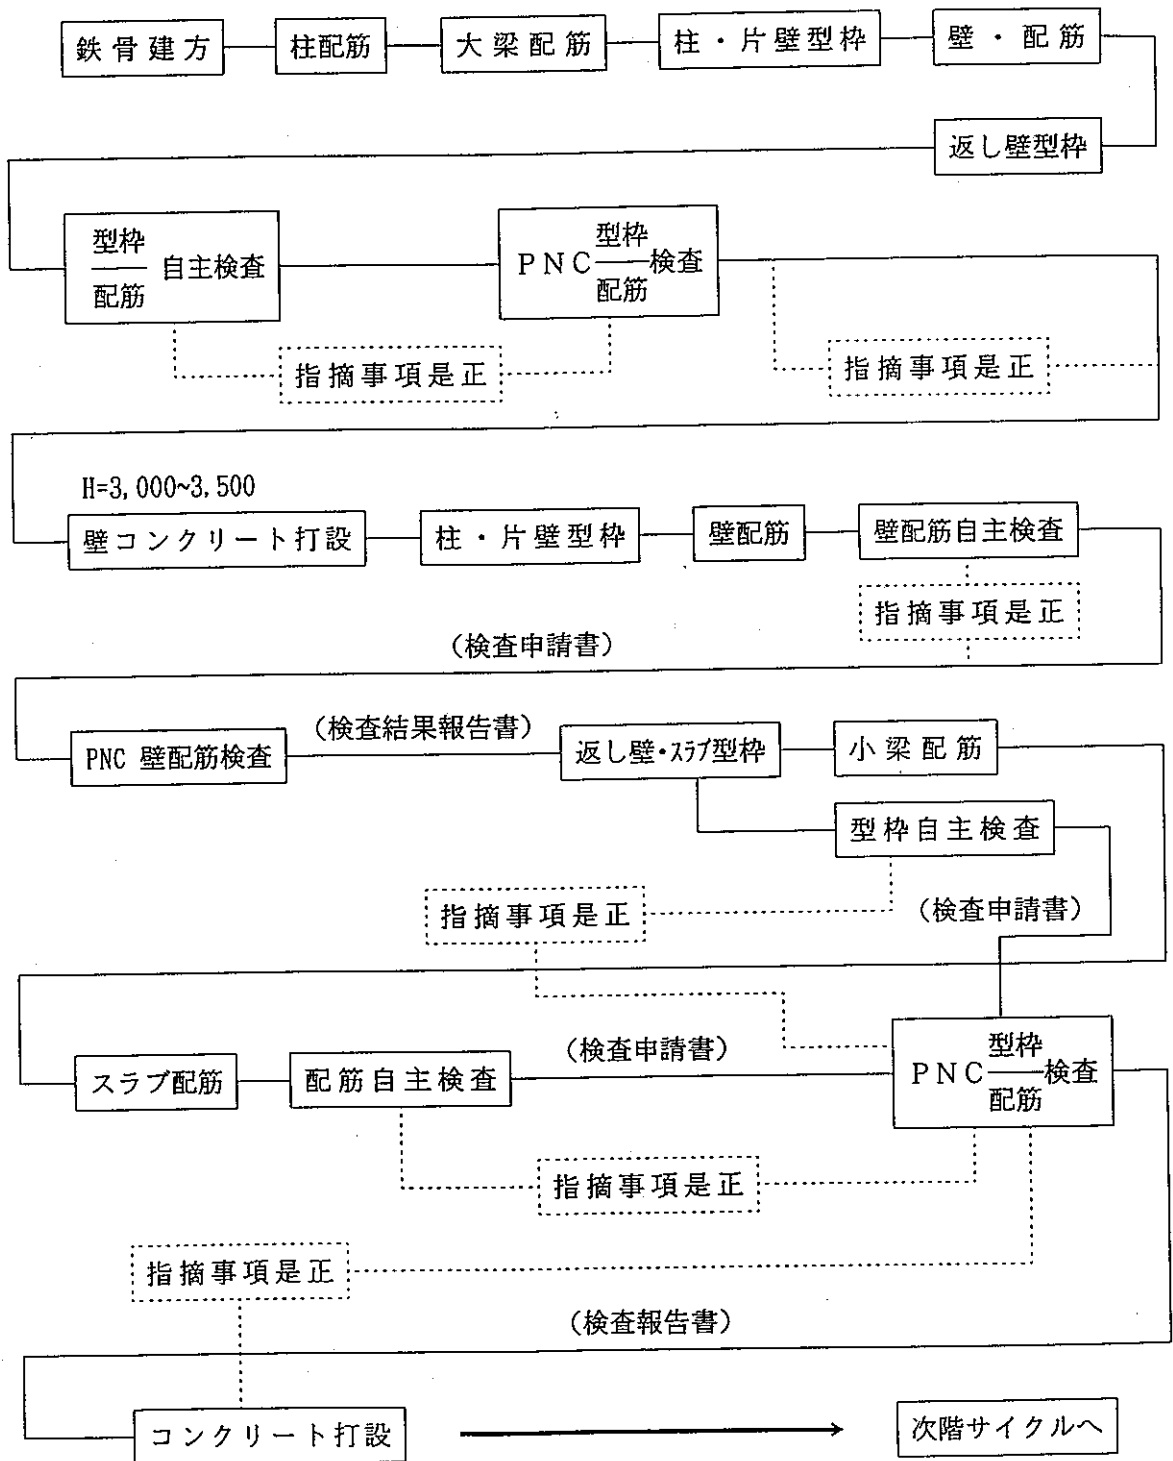 鉄骨建方 柱配筋 大梁配筋 柱・片壁型枠 壁・配筋
返し壁型枠
型枠
配筋
自主検査
PNC
型枠
配筋
検査
指摘事項是正 指摘事項是正
H=3,000~3,500
壁コンクリート打設 柱・片壁型枠 壁配筋 壁配筋自主検査
指摘事項是正
（検査申請書）
（検査結果報告書）
PNC 壁配筋検査 返し壁・スラブ型枠 小梁配筋
型枠自主検査
指摘事項是正 （検査申請書）
（検査申請書）
スラブ配筋 配筋自主検査
PNC
型枠
配筋
検査
指摘事項是正
指摘事項是正
（検査報告書）
コンクリート打設 次階サイクルへ